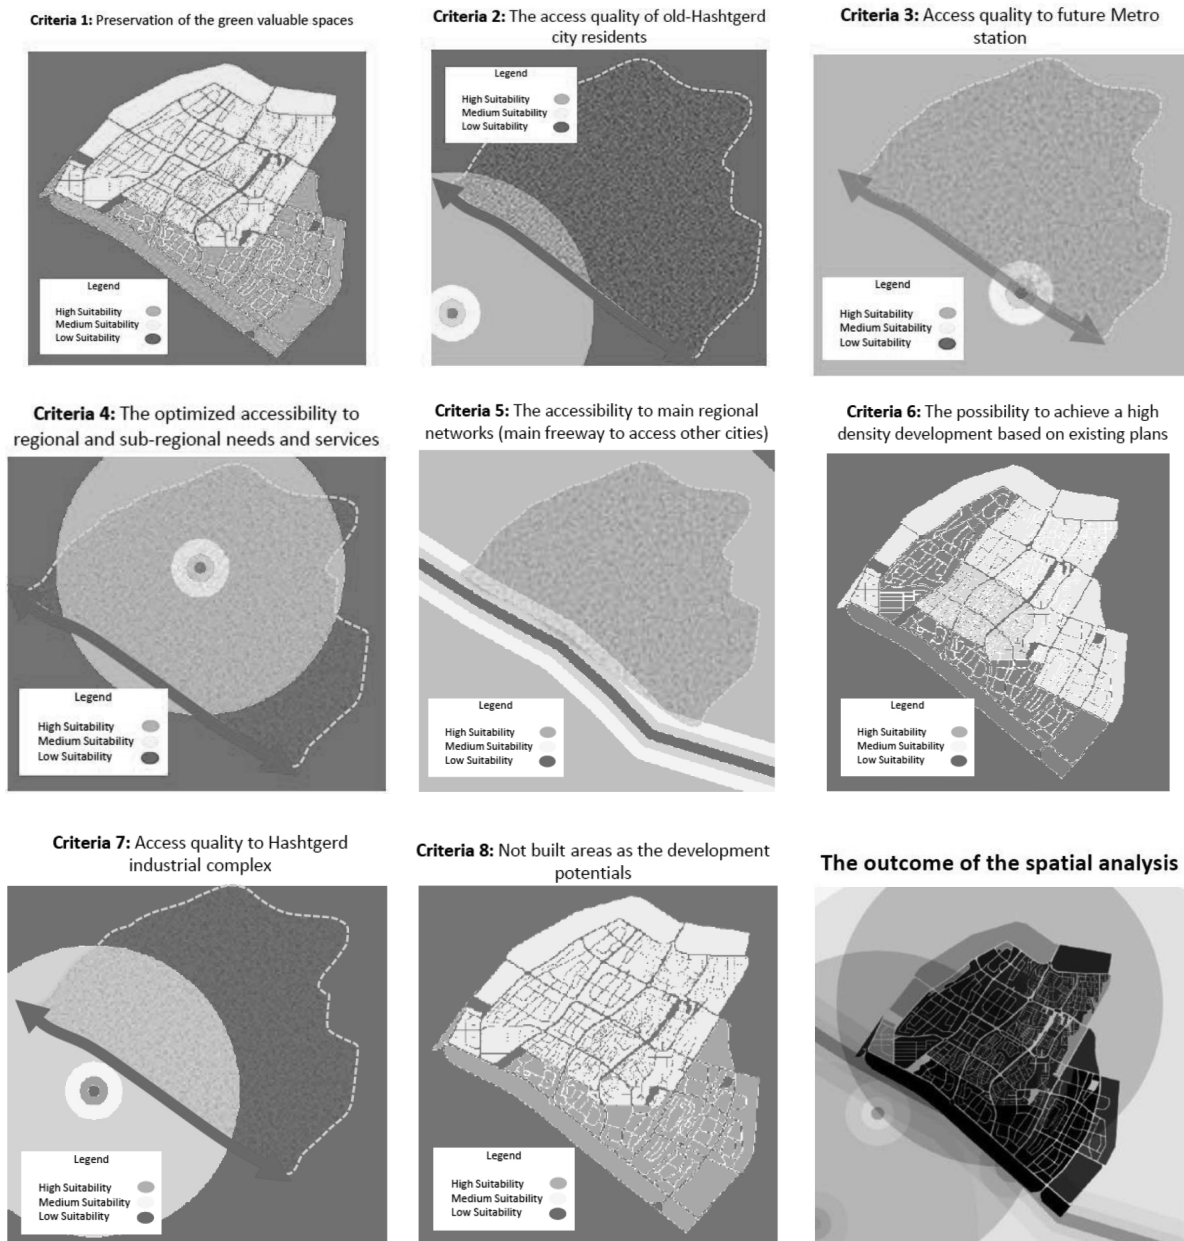 Criteria 1: Preservation of the green valuable spaces
Legend
High Suitability
Medium Suitability
Low Suitability
Criteria 2: The access quality of old-Hashtgerd
city residents
Legend
High Suitability
Medium Suitability
Low Suitability
Criteria 3: Access quality to future Metro
station
Legend
High Suitability
Medium Suitability
Low Suitability
Criteria 4: The optimized accessibility to
regional and sub-regional needs and services
Legend
High Suitability
Medium Suitability
Low Suitability
Criteria 5: The accessibility to main regional
networks (main freeway to access other cities)
Legend
High Suitability
Medium Suitability
Low Suitability
Criteria 6: The possibility to achieve a high
density development based on existing plans
Legend
High Suitability
Medium Suitability
Low Suitability
Criteria 7: Access quality to Hashtgerd
industrial complex
Legend
High Suitability
Medium Suitability
Low Suitability
Criteria 8: Not built areas as the development
potentials
Legend
High Suitability
Medium Suitability
Low Suitability
The outcome of the spatial analysis